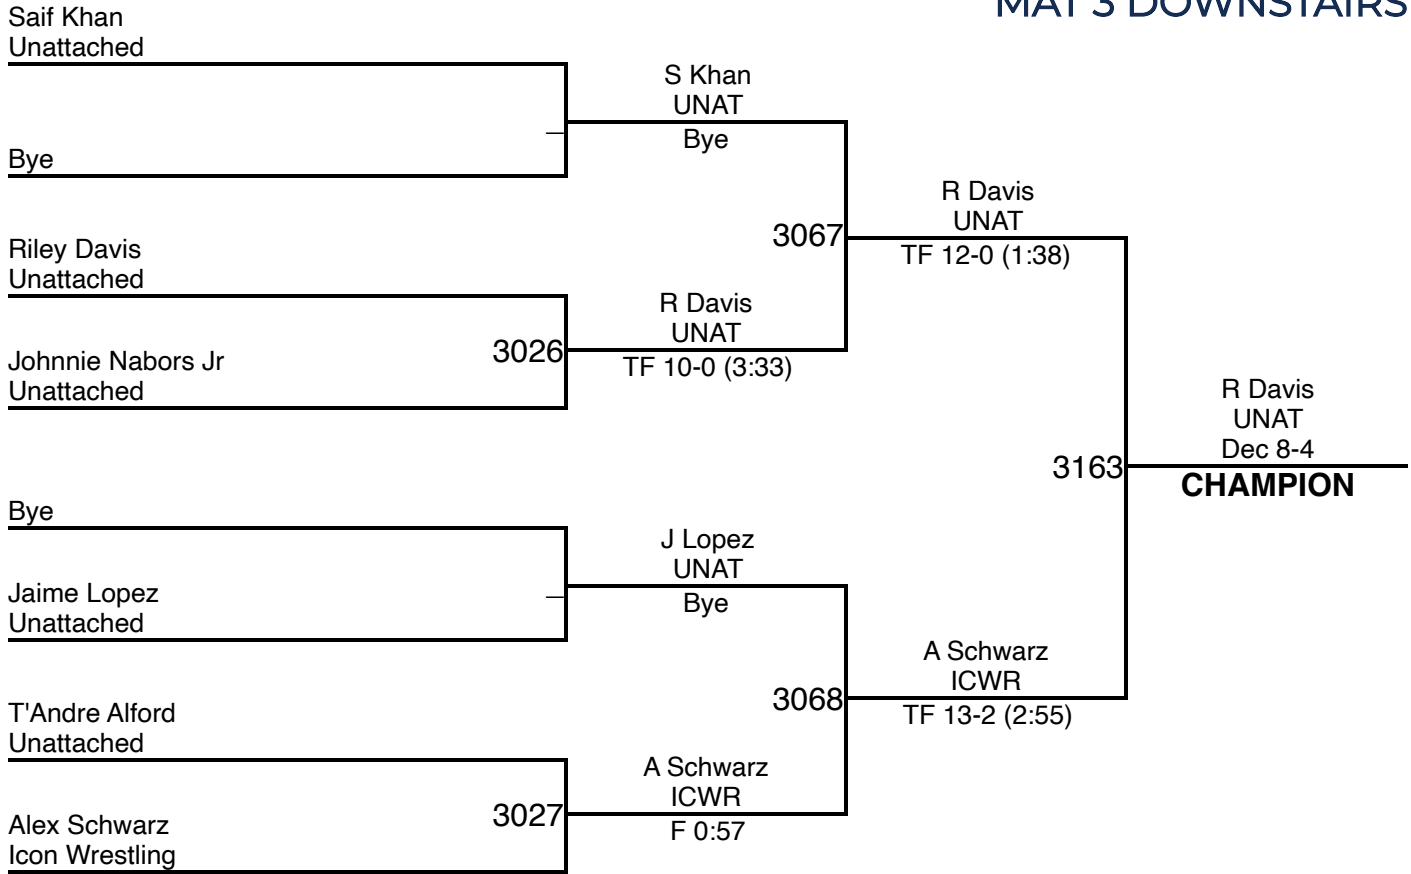 MAT 3 DOWNSTAIRS
Saif Khan
Unattached
Bye
Riley Davis
Unattached
Johnnie Nabors Jr
Unattached
Bye
Jaime Lopez
Unattached
T'Andre Alford
Unattached
Alex Schwarz
Icon Wrestling
3026
3027
S Khan
UNAT
Bye
R Davis
UNAT
TF 10-0 (3:33)
J Lopez
UNAT
Bye
A Schwarz
ICWR
F 0:57
3067
3068
R Davis
UNAT
TF 12-0 (1:38)
A Schwarz
ICWR
TF 13-2 (2:55)
3163
R Davis
UNAT
Dec 8-4
CHAMPION